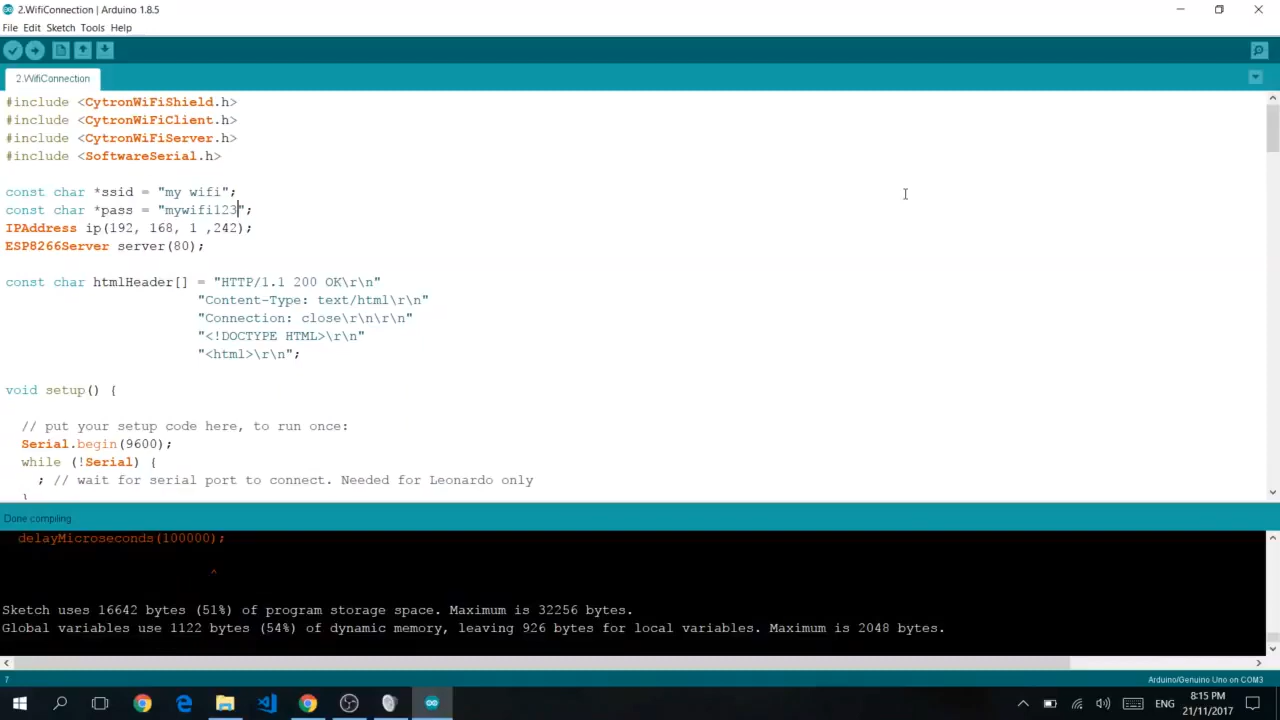 2.WifiConnection | Arduino 1.8.5
File Edit Sketch Tools Help
2.WifiConnection
#include <CytronWiFiShield.h>
#include <CytronWiFiClient.h>
#include <CytronWiFiServer.h>
#include <SoftwareSerial.h>
const char *ssid = "my wifi";
const char *pass = "mywifi123";
IPAddress ip(192, 168, 1 ,242);
ESP8266Server server(80);
const char htmlHeader[] = "HTTP/1.1 200 OK\r\n"
"Content-Type: text/html\r\n"
"Connection: close\r\n\r\n"
"<!DOCTYPE HTML>\r\n"
"<html>\r\n";
void setup() {
// put your setup code here, to run once:
Serial.begin(9600);
while (!Serial) {
; // wait for serial port to connect. Needed for Leonardo only
}
Done compiling.
delayMicroseconds(100000);
^
Sketch uses 16642 bytes (51%) of program storage space. Maximum is 32256 bytes.
Global variables use 1122 bytes (54%) of dynamic memory, leaving 926 bytes for local variables. Maximum is 2048 bytes.
7
Arduino/Genuino Uno on COM3
ENG
8:15 PM
21/11/2017